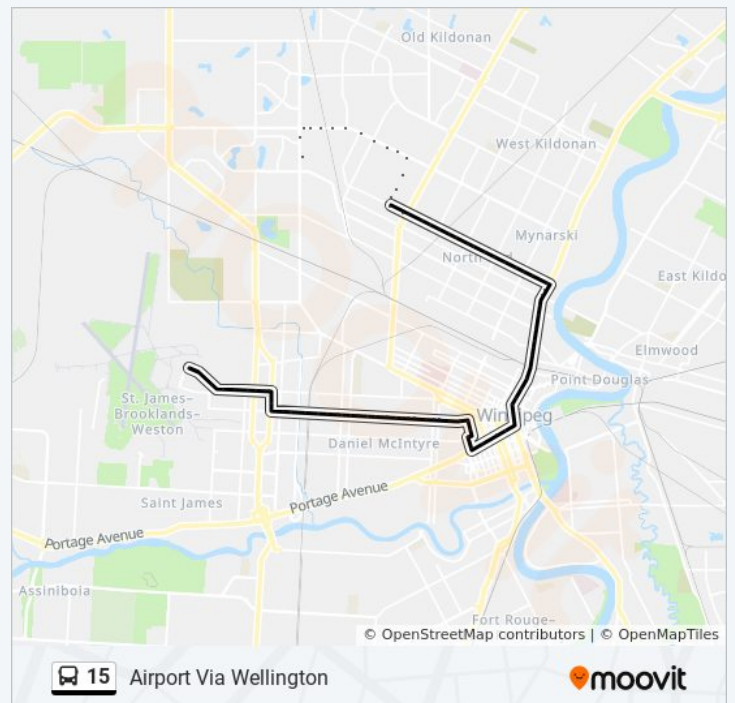 Old Kildonan
West Kildonan
Mynarski
East Kildo
Elmwood
Point Douglas
St. James–
Brooklands–
Weston
Winnipeg
Daniel McIntyre
Saint James
Portage Avenue
Portage Avenue
Assiniboia
Fort Rouge–
© OpenStreetMap contributors | © OpenMapTiles
15 Airport Via Wellington
moovit